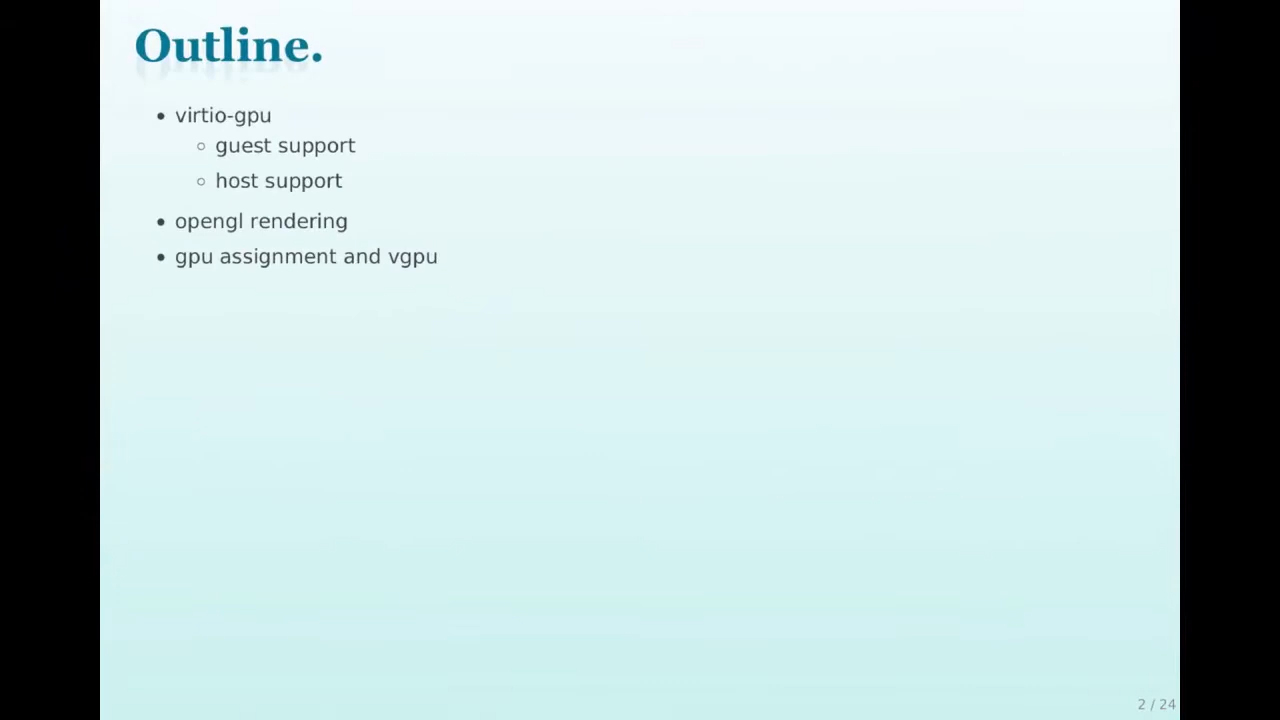 Outline.
• virtio-gpu
○ guest support
○ host support
• opengl rendering
• gpu assignment and vgpu
2 / 24